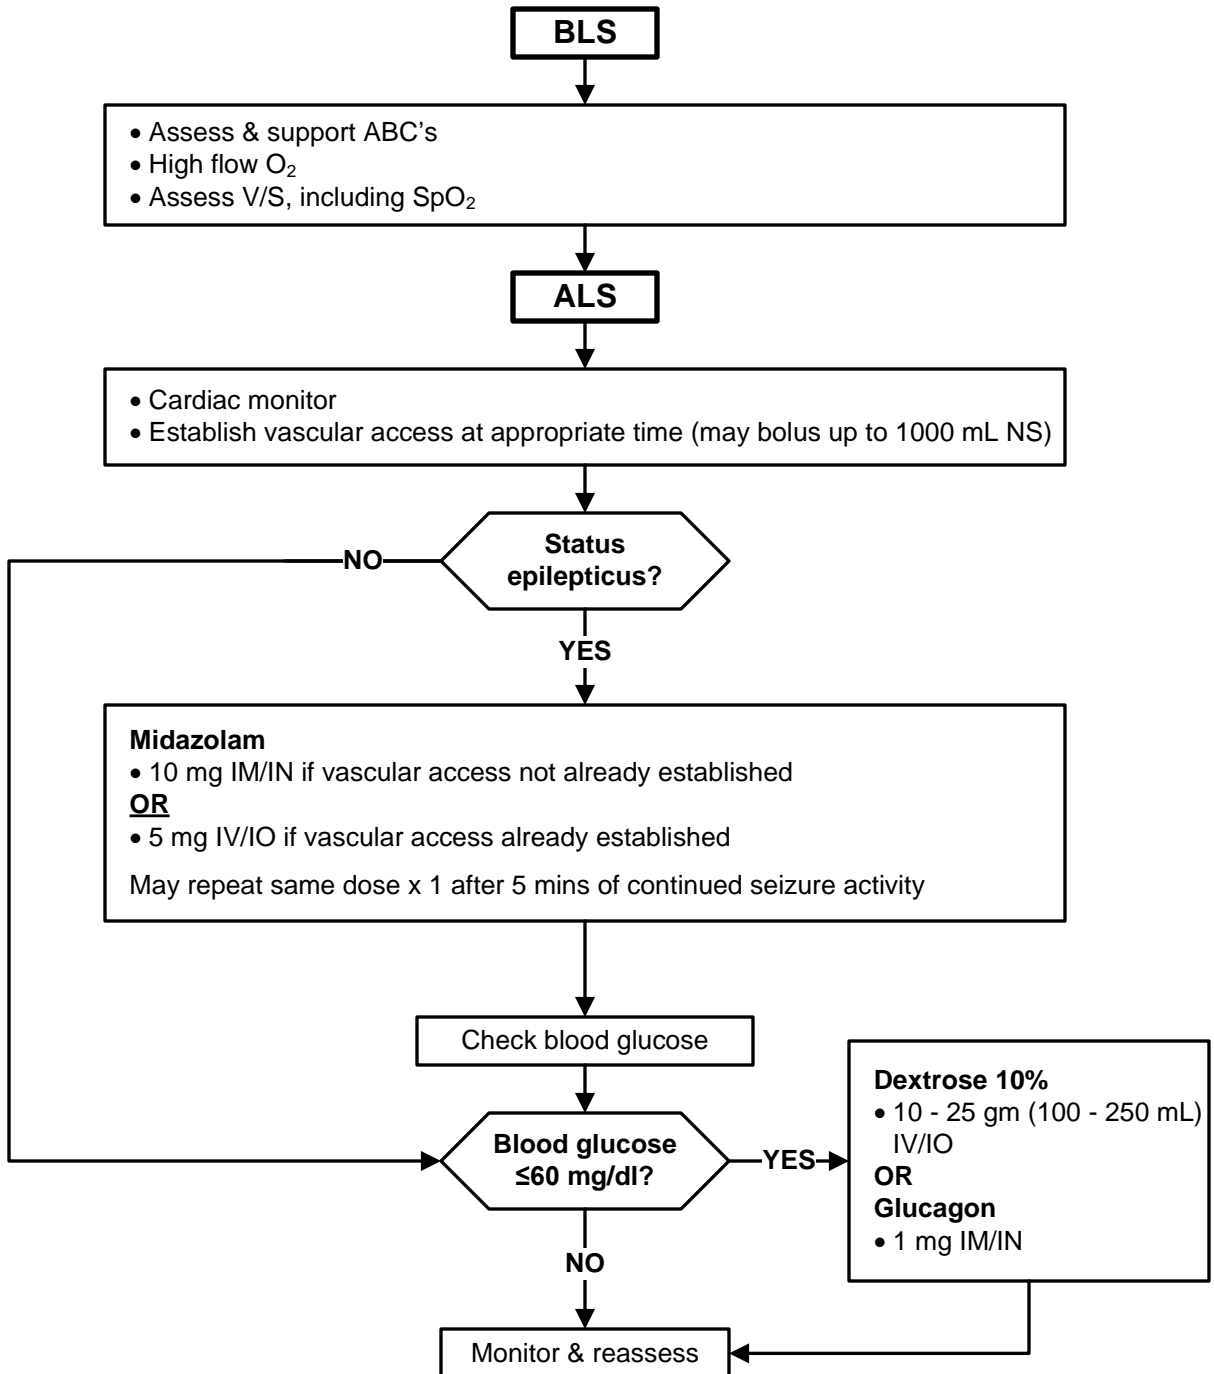 BLS
• Assess & support ABC’s
• High flow O₂
• Assess V/S, including SpO₂
ALS
• Cardiac monitor
• Establish vascular access at appropriate time (may bolus up to 1000 mL NS)
Status
epilepticus?
NO
YES
Midazolam
• 10 mg IM/IN if vascular access not already established
OR
• 5 mg IV/IO if vascular access already established
May repeat same dose x 1 after 5 mins of continued seizure activity
Check blood glucose
Blood glucose
≤60 mg/dl?
YES
Dextrose 10%
• 10 - 25 gm (100 - 250 mL)
IV/IO
OR
Glucagon
• 1 mg IM/IN
NO
Monitor & reassess